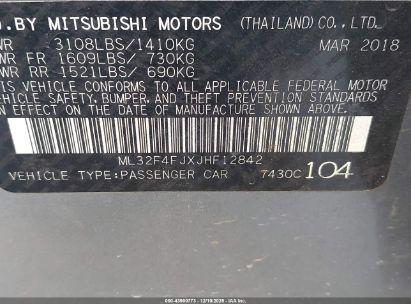 D.BY MITSUBISHI MOTORS (THAILAND) CO., LTD.
WR 3108LBS/1410KG MAR 2018
WR FR 1609LBS/ 730KG
WR RR 1521LBS/ 690KG
HIS VEHICLE CONFORMS TO ALL APPLICABLE FEDERAL MOTOR
VEHICLE SAFETY, BUMPER, AND THEFT PREVENTION STANDARDS
N EFFECT ON THE DATE OF MANUFACTURE SHOWN ABOVE.
ML32F4FJXJHF12842
VEHICLE TYPE:PASSENGER CAR 7430C 104